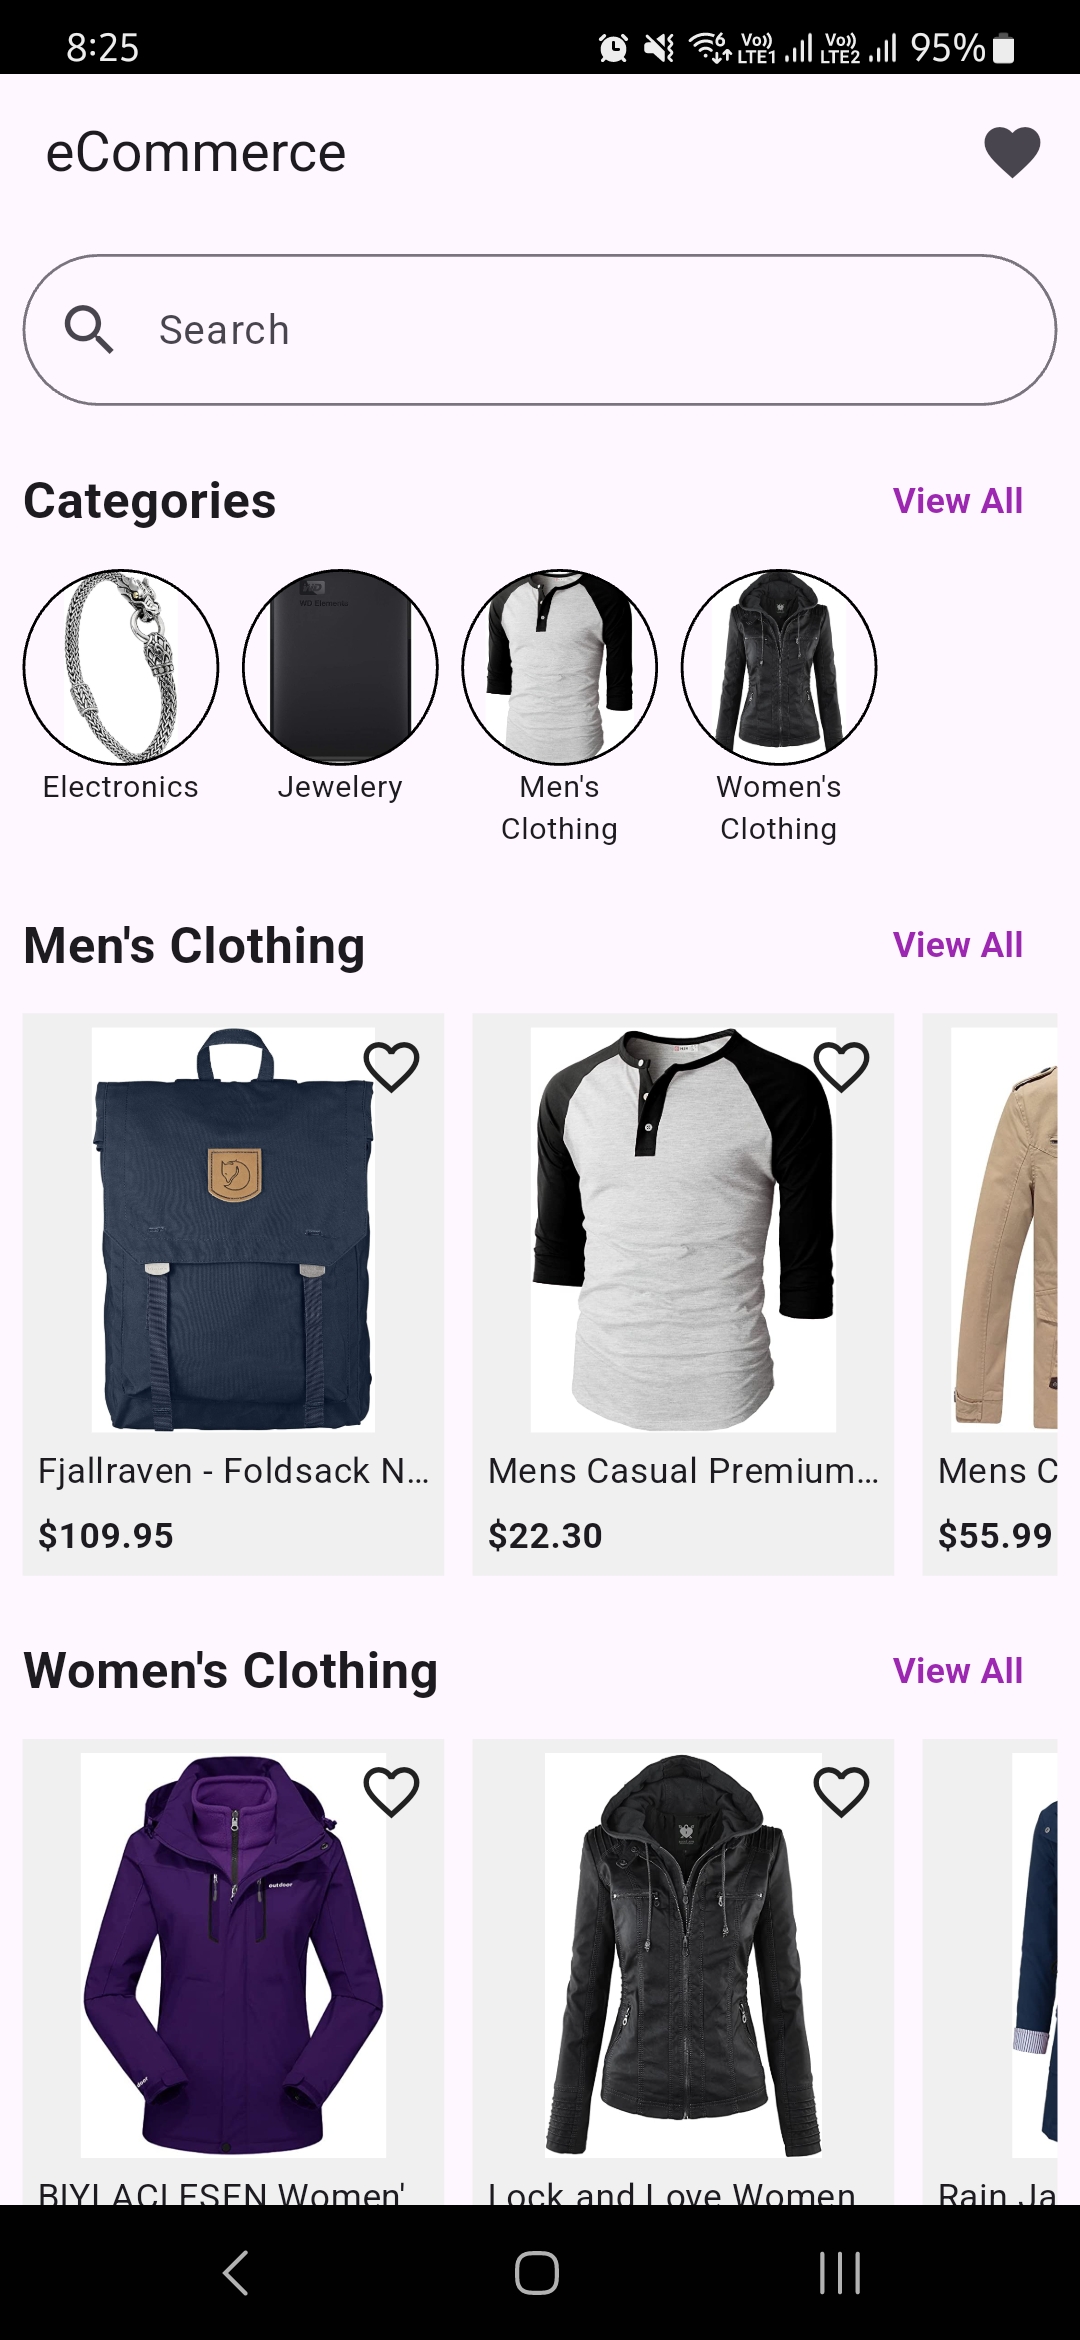 8:25
6 Vo)) LTE1 Vo)) LTE2 95%
eCommerce
Search
Categories View All
WD
WD Elements
Electronics Jewelery Men's Clothing Women's Clothing
Men's Clothing View All
Fjallraven - Foldsack N... Mens Casual Premium... Mens C
$109.95 $22.30 $55.99
Women's Clothing View All
outdoor
BIYLACLESEN Women' Lock and Love Women Rain Ja